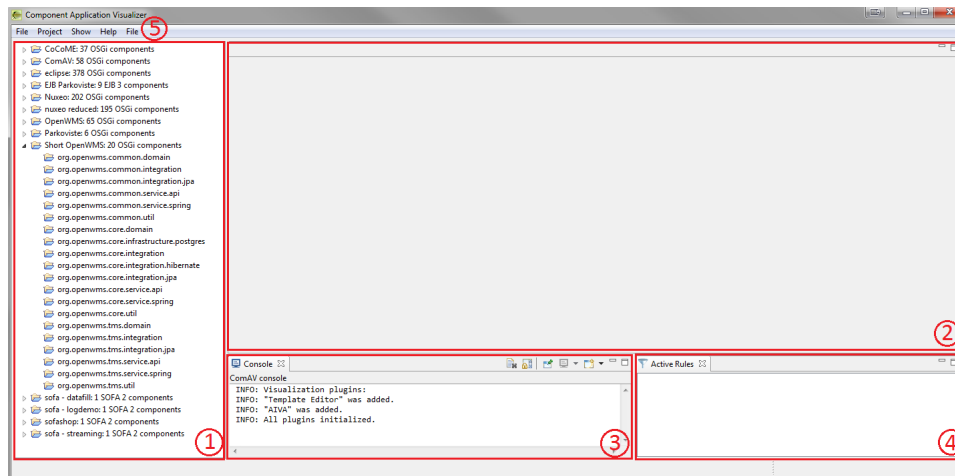 Component Application Visualizer
File Project Show Help File
5
CoCoME: 37 OSGi components
ComAV: 58 OSGi components
eclipse: 378 OSGi components
EJB Parkoviste: 9 EJB 3 components
Nuxeo: 202 OSGi components
nuxeo reduced: 195 OSGi components
OpenWMS: 65 OSGi components
Parkoviste: 6 OSGi components
Short OpenWMS: 20 OSGi components
org.openwms.common.domain
org.openwms.common.integration
org.openwms.common.integration.jpa
org.openwms.common.service.api
org.openwms.common.service.spring
org.openwms.common.util
org.openwms.core.domain
org.openwms.core.infrastructure.postgres
org.openwms.core.integration
org.openwms.core.integration.hibernate
org.openwms.core.integration.jpa
org.openwms.core.service.api
org.openwms.core.service.spring
org.openwms.core.util
org.openwms.tms.domain
org.openwms.tms.integration
org.openwms.tms.integration.jpa
org.openwms.tms.service.api
org.openwms.tms.service.spring
org.openwms.tms.util
sofa - datafill: 1 SOFA 2 components
sofa - logdemo: 1 SOFA 2 components
sofashop: 1 SOFA 2 components
sofa - streaming: 1 SOFA 2 components
1
2
Console
ComAV console
INFO: Visualization plugins:
INFO: "Template Editor" was added.
INFO: "AIVA" was added.
INFO: All plugins initialized.
3
Active Rules
4